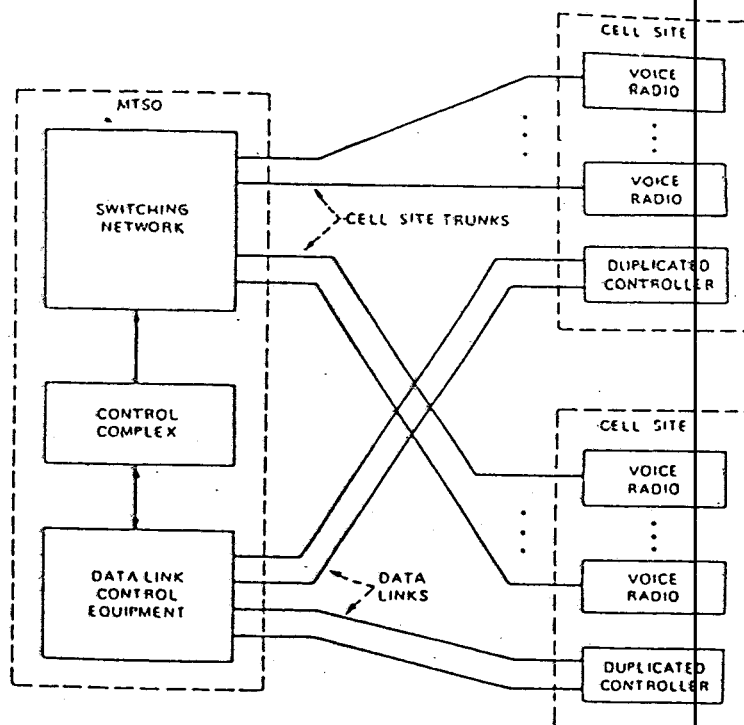 CELL SITE
VOICE
RADIO
MTSO
SWITCHING
NETWORK
VOICE
RADIO
CELL SITE TRUNKS
DUPLICATED
CONTROLLER
CONTROL
COMPLEX
CELL SITE
VOICE
RADIO
DATA LINK
CONTROL
EQUIPMENT
DATA
LINKS
VOICE
RADIO
DUPLICATED
CONTROLLER